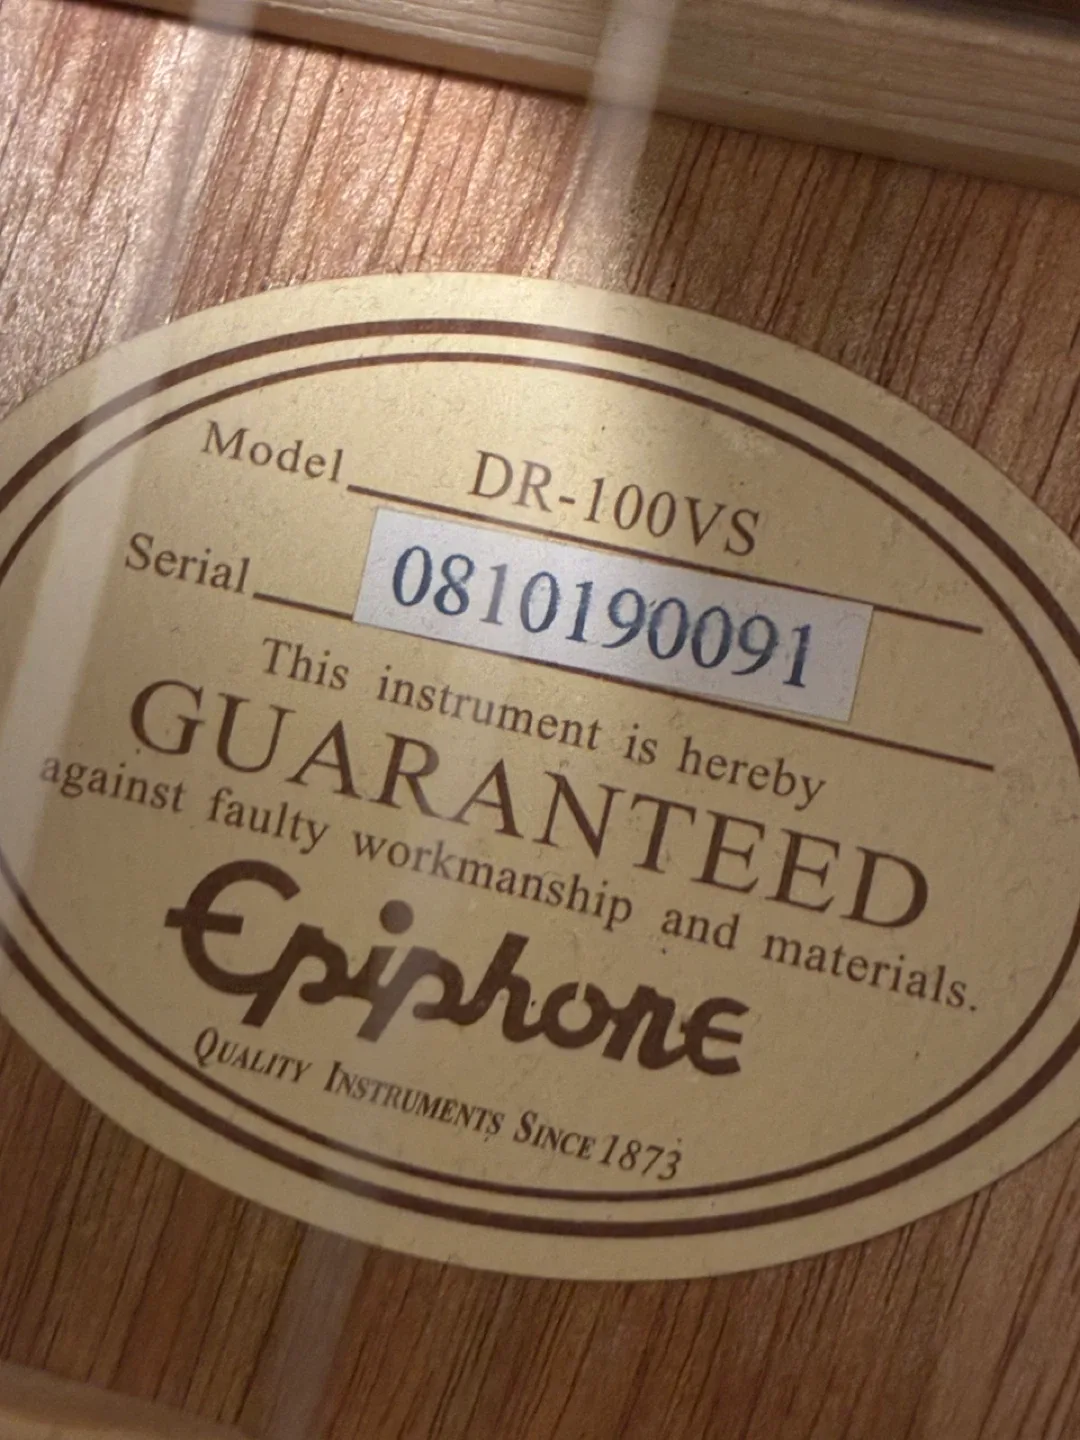 Model DR-100VS
Serial 0810190091
This instrument is hereby
GUARANTEED
against faulty workmanship and materials.
Epiphone
QUALITY INSTRUMENTS SINCE 1873